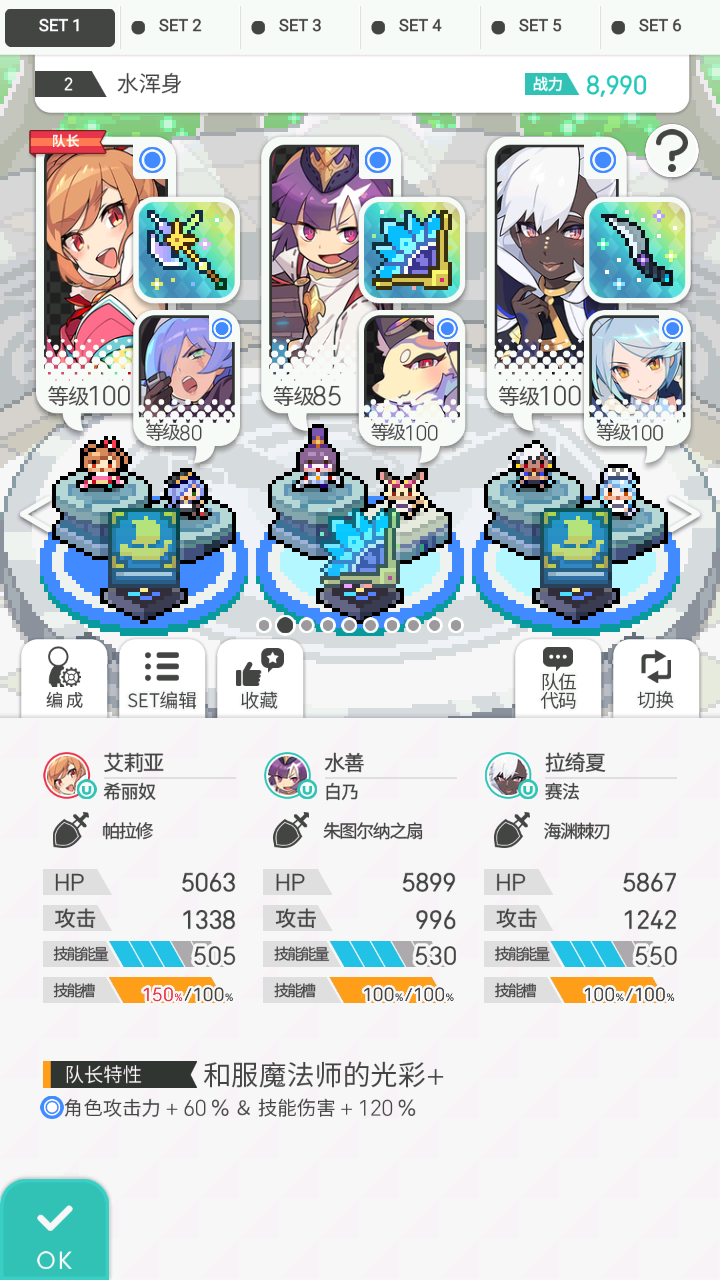 SET 1 SET 2 SET 3 SET 4 SET 5 SET 6
2 水浑身 战力 8,990
队长
?
等级100 等级85 等级100
等级80 等级100 等级100
编成 SET编辑 收藏 队伍代码 切换
艾莉亚 水善 拉绮夏
希丽奴 白乃 赛法
帕拉修 朱图尔纳之扇 海渊棘刃
HP 5063 HP 5899 HP 5867
攻击 1338 攻击 996 攻击 1242
技能能量 505 技能能量 530 技能能量 550
技能槽 150%/100% 技能槽 100%/100% 技能槽 100%/100%
队长特性 和服魔法师的光彩+
角色攻击力+60%&技能伤害+120%
OK